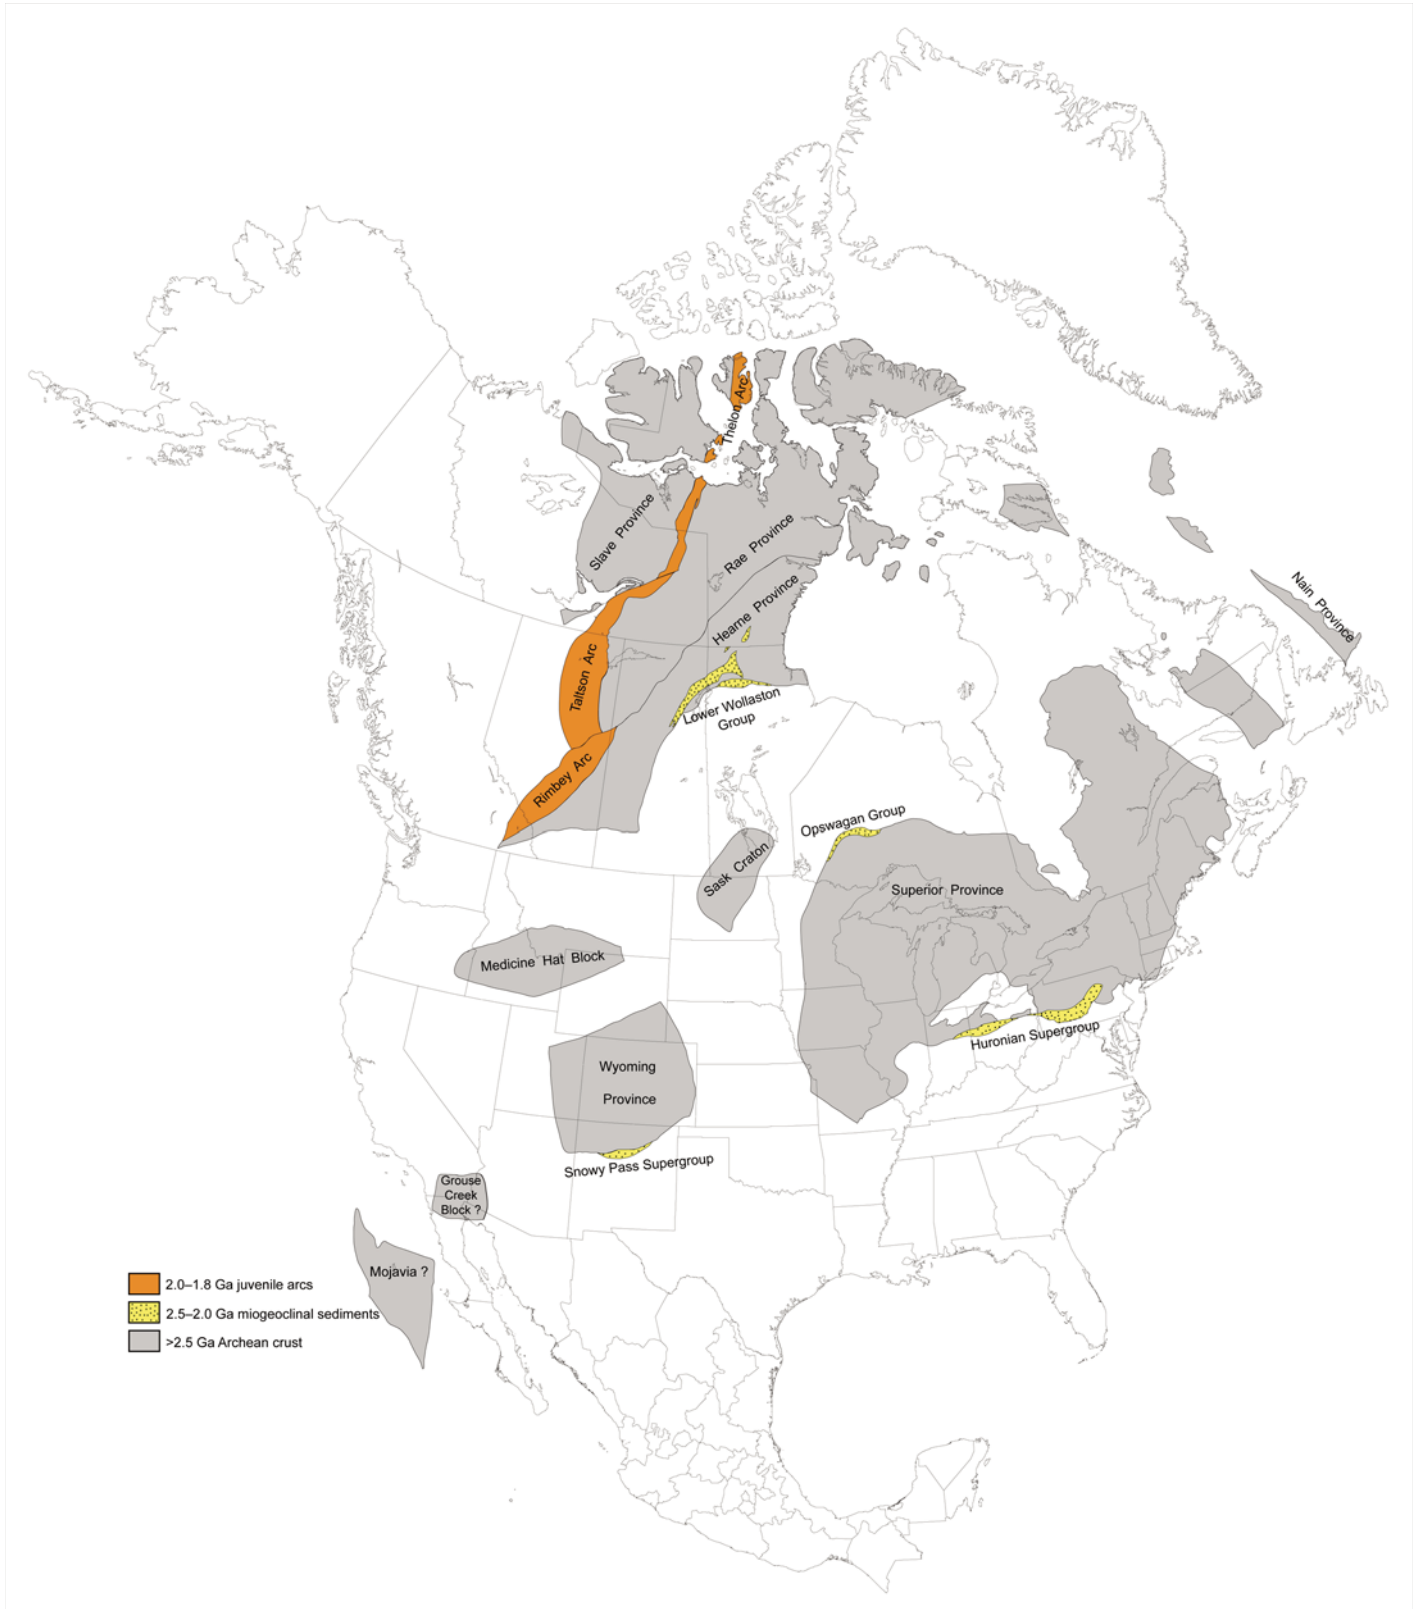 Thelon Arc
Slave Province
Rae Province
Hearne Province
Nain Province
Taltson Arc
Lower Wollaston
Group
Rimbey Arc
Opswagan Group
Sask Craton
Superior Province
Medicine Hat Block
Huronian Supergroup
Wyoming
Province
Snowy Pass Supergroup
Grouse
Creek
Block ?
Mojavia ?
2.0–1.8 Ga juvenile arcs
2.5–2.0 Ga miogeoclinal sediments
>2.5 Ga Archean crust